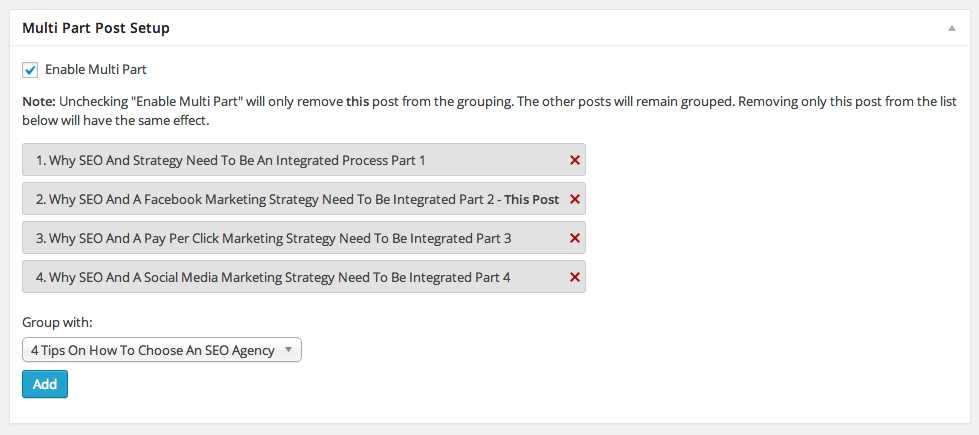 Multi Part Post Setup
Enable Multi Part
Note: Unchecking "Enable Multi Part" will only remove this post from the grouping. The other posts will remain grouped. Removing only this post from the list
below will have the same effect.
1. Why SEO And Strategy Need To Be An Integrated Process Part 1
2. Why SEO And A Facebook Marketing Strategy Need To Be Integrated Part 2 - This Post
3. Why SEO And A Pay Per Click Marketing Strategy Need To Be Integrated Part 3
4. Why SEO And A Social Media Marketing Strategy Need To Be Integrated Part 4
Group with:
4 Tips On How To Choose An SEO Agency
Add